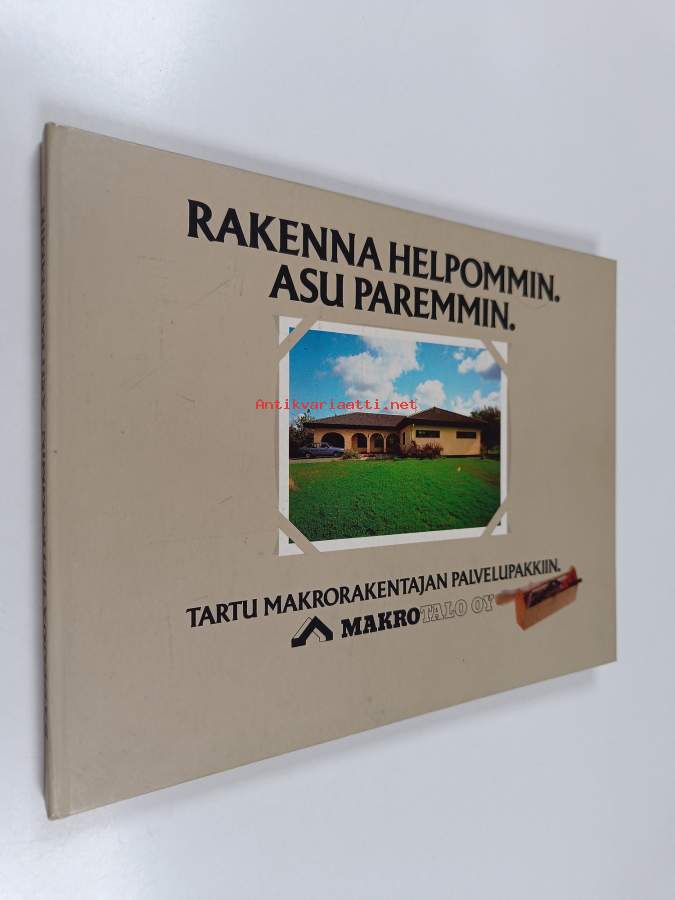 RAKENNA HELPOMMIN.
ASU PAREMMIN.
Antikvariaatti.net
TARTU MAKRORAKENTAJAN PALVELUPAKKIIN.
MAKROTALO OY